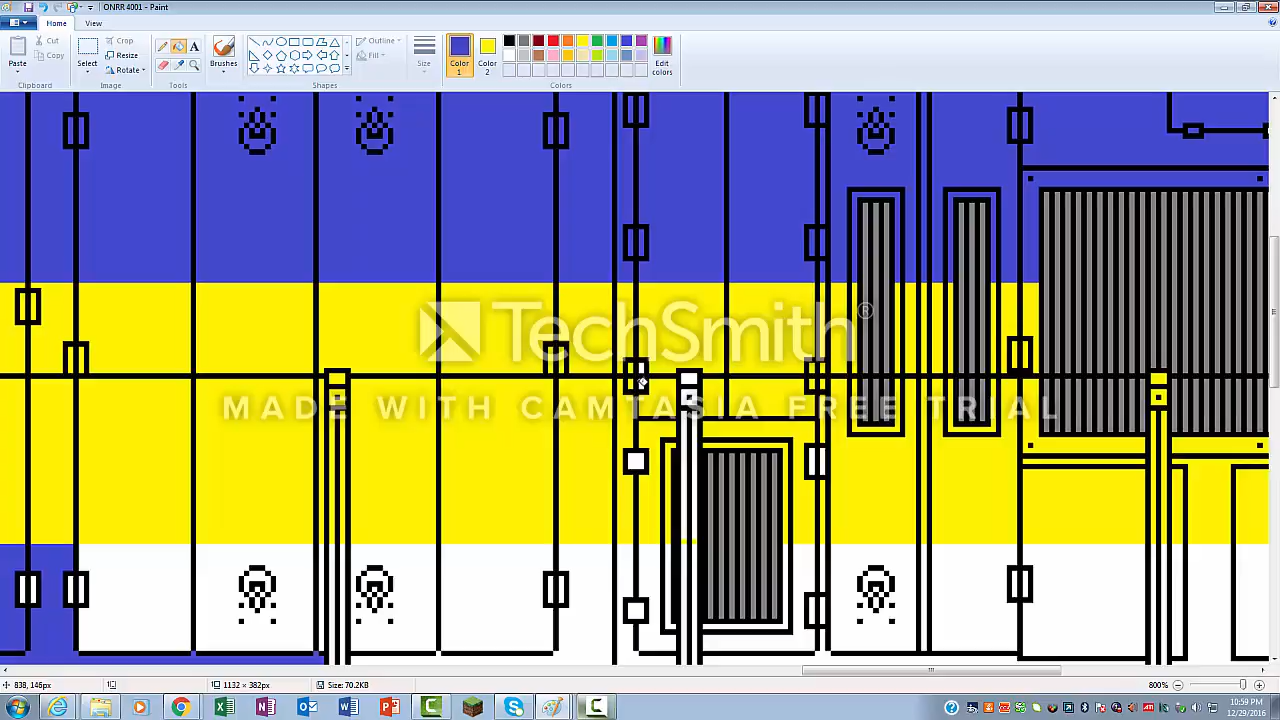 ONRR 4001 - Paint
Home View
Paste
Cut
Copy
Clipboard
Select
Crop
Resize
Rotate
Image
A
Tools
Brushes
Outline
Fill
Shapes
Size
Color 1
Color 2
Edit colors
Colors
TechSmith®
MADE WITH CAMTASIA FREE TRIAL
838, 146px
1132 × 382px
Size: 70.2KB
800%
10:59 PM
12/29/2016